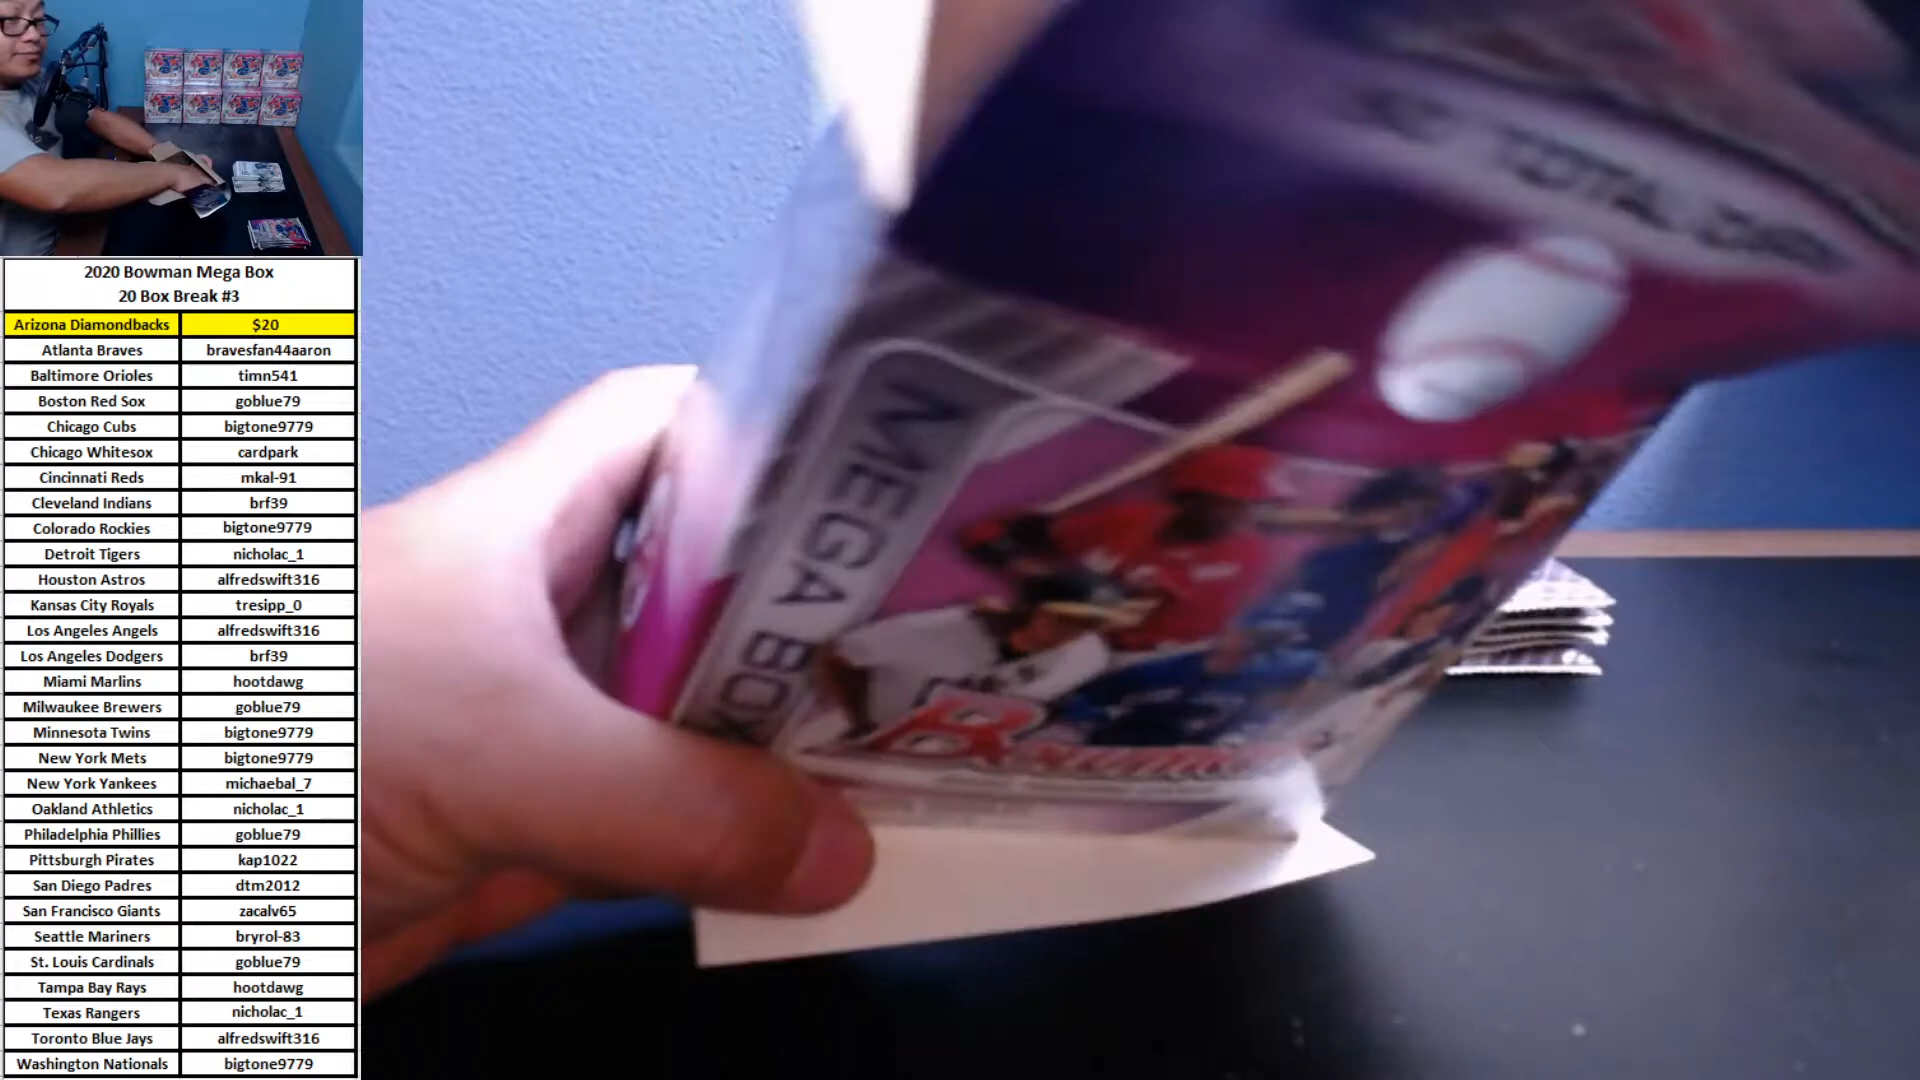 2020 Bowman Mega Box
20 Box Break #3
Arizona Diamondbacks $20
Atlanta Braves bravesfan44aaron
Baltimore Orioles timn541
Boston Red Sox goblue79
Chicago Cubs bigtone9779
Chicago Whitesox cardpark
Cincinnati Reds mkal-91
Cleveland Indians brf39
Colorado Rockies bigtone9779
Detroit Tigers nicholac_1
Houston Astros alfredswift316
Kansas City Royals tresipp_0
Los Angeles Angels alfredswift316
Los Angeles Dodgers brf39
Miami Marlins hootdawg
Milwaukee Brewers goblue79
Minnesota Twins bigtone9779
New York Mets bigtone9779
New York Yankees michaebal_7
Oakland Athletics nicholac_1
Philadelphia Phillies goblue79
Pittsburgh Pirates kap1022
San Diego Padres dtm2012
San Francisco Giants zacalv65
Seattle Mariners bryrol-83
St. Louis Cardinals goblue79
Tampa Bay Rays hootdawg
Texas Rangers nicholac_1
Toronto Blue Jays alfredswift316
Washington Nationals bigtone9779
TOTAL
MEGA BOX
Bowman